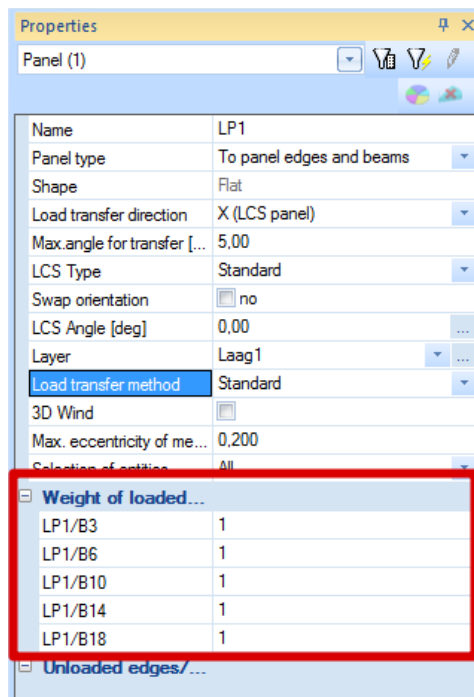 Properties
Panel (1)
Name LP1
Panel type To panel edges and beams
Shape Flat
Load transfer direction X (LCS panel)
Max.angle for transfer [... 5,00
LCS Type Standard
Swap orientation no
LCS Angle [deg] 0,00 ...
Layer Laag1 ...
Load transfer method Standard
3D Wind
Max. eccentricity of me... 0,200
Selection of entities All
Weight of loaded...
LP1/B3 1
LP1/B6 1
LP1/B10 1
LP1/B14 1
LP1/B18 1
Unloaded edges/...